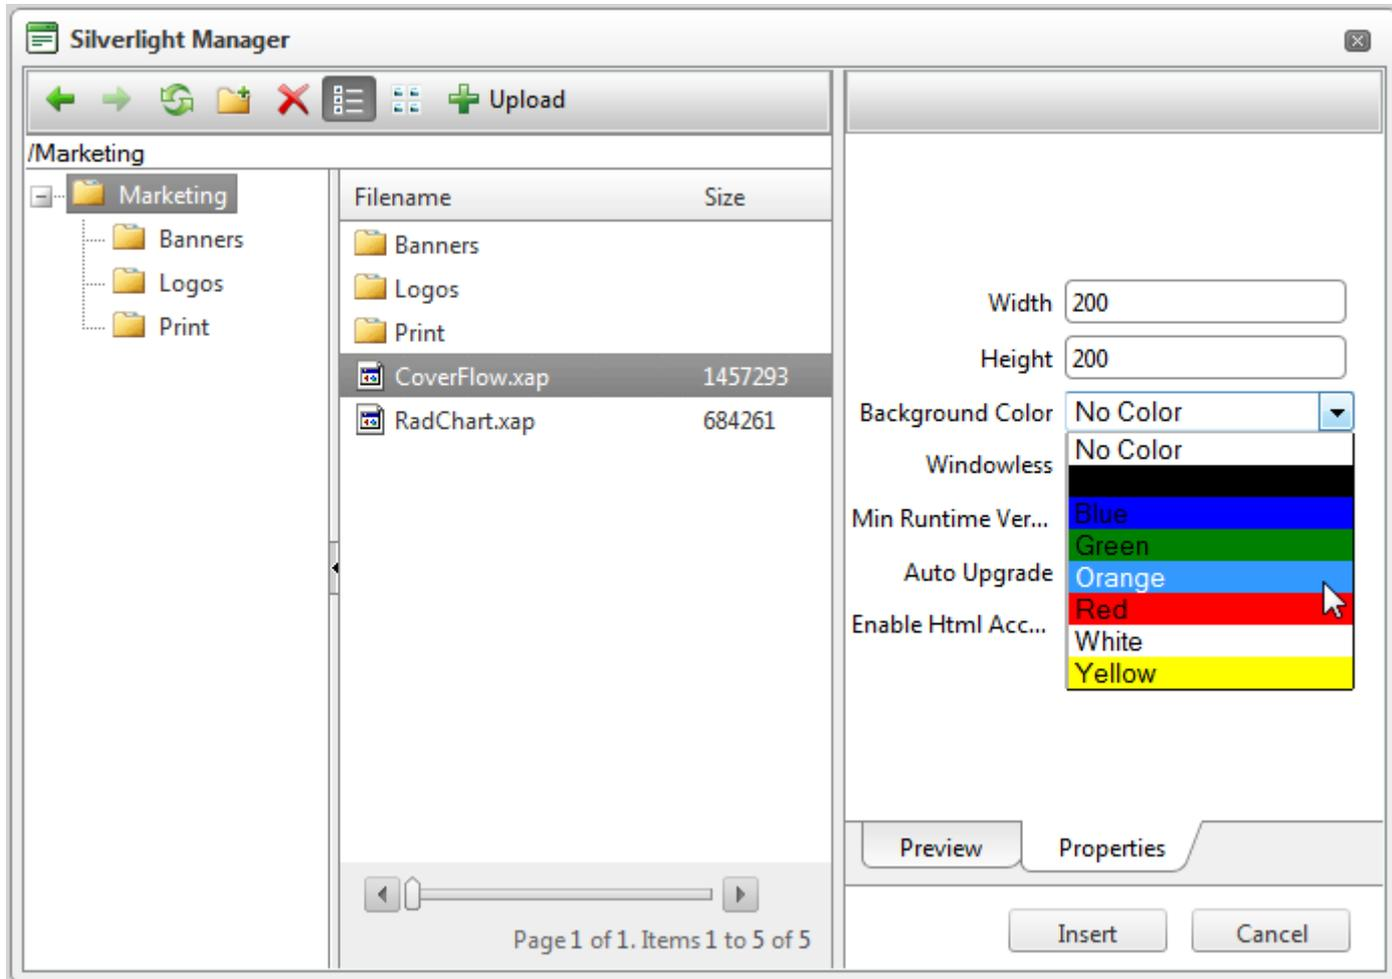 Silverlight Manager
Upload
/Marketing
Marketing
Banners
Logos
Print
Filename Size
Banners
Logos
Print
CoverFlow.xap 1457293
RadChart.xap 684261
Page 1 of 1. Items 1 to 5 of 5
Width 200
Height 200
Background Color No Color
No Color
Windowless
Min Runtime Ver... Blue
Green
Auto Upgrade Orange
Red
Enable Html Acc...
White
Yellow
Preview Properties
Insert Cancel